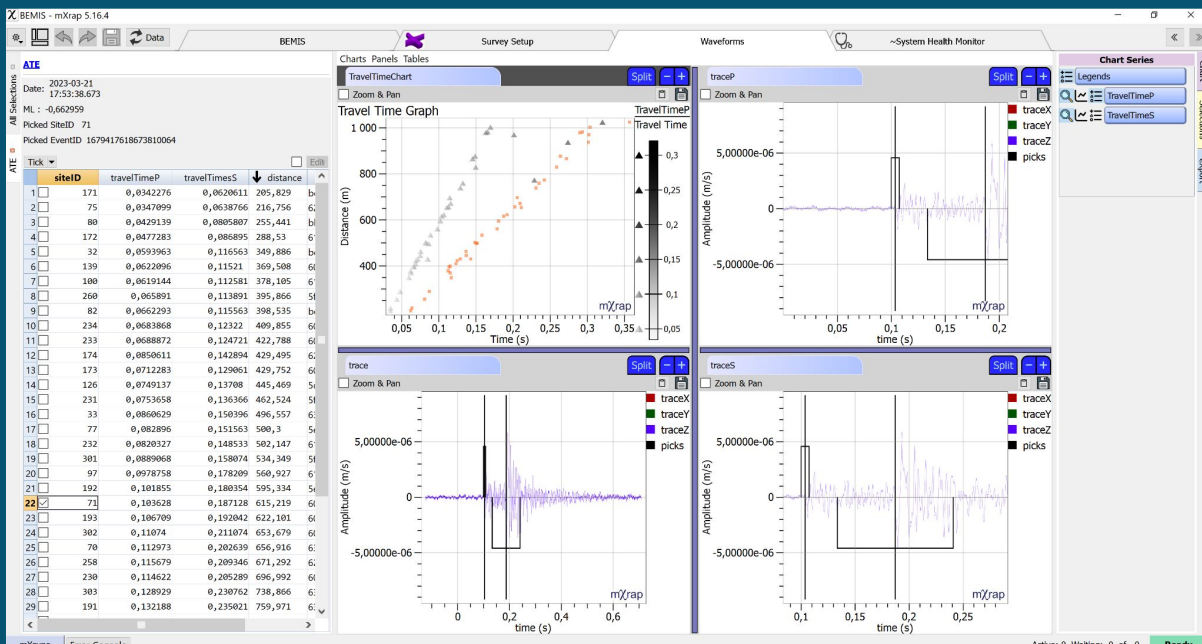 BEMIS - mXrap 5.16.4
Data
BEMIS
Survey Setup
Waveforms
~System Health Monitor
All Selections
ATE
ATE
Date: 2023-03-21
17:53:38.673
ML : -0,662959
Picked SiteID 71
Picked EventID 1679417618673810064
Tick
Edit
siteID travelTimeP travelTimesS distance
1 171 0,0342276 0,0620611 205,829
2 75 0,0347099 0,0638766 216,756
3 80 0,0429139 0,0805807 255,441
4 172 0,0477283 0,086895 288,53
5 32 0,0593963 0,116563 349,886
6 139 0,0622096 0,11521 369,508
7 100 0,0619144 0,112581 378,105
8 260 0,065891 0,113891 395,866
9 82 0,0662293 0,115563 398,535
10 234 0,0683868 0,12322 409,855
11 233 0,0688872 0,124721 422,788
12 174 0,0850611 0,142894 429,495
13 173 0,0712283 0,129061 429,752
14 126 0,0749137 0,13708 445,469
15 231 0,0753658 0,136366 462,524
16 33 0,0860629 0,150396 496,557
17 77 0,082896 0,151563 500,3
18 232 0,0820327 0,148533 502,147
19 301 0,0889068 0,158074 534,349
20 97 0,0978758 0,178209 560,927
21 192 0,101855 0,180354 595,334
22 71 0,103628 0,187128 615,219
23 193 0,106709 0,192042 622,101
24 302 0,11074 0,211074 653,679
25 70 0,112973 0,202639 656,916
26 258 0,115679 0,209346 671,292
27 230 0,114622 0,205289 696,992
28 303 0,128929 0,230762 738,866
29 191 0,132188 0,235021 759,971
Charts Panels Tables
TravelTimeChart
Split
Zoom & Pan
Travel Time Graph
TravelTimeP
Travel Time
1 000
800
600
400
Distance (m)
0,05 0,1 0,15 0,2 0,25 0,3 0,35
Time (s)
0,3
0,25
0,2
0,15
0,1
0,05
mXrap
traceP
Split
Zoom & Pan
traceX
traceY
traceZ
picks
5,00000e-06
0
-5,00000e-06
Amplitude (m/s)
0,05 0,1 0,15 0,2
time (s)
mXrap
trace
Split
Zoom & Pan
traceX
traceY
traceZ
picks
5,00000e-06
0
-5,00000e-06
Amplitude (m/s)
0 0,2 0,4 0,6
time (s)
mXrap
traceS
Split
Zoom & Pan
traceX
traceY
traceZ
picks
5,00000e-06
0
-5,00000e-06
Amplitude (m/s)
0,1 0,15 0,2 0,25
time (s)
mXrap
Chart Series
Legends
TravelTimeP
TravelTimeS
Error Console
Ready